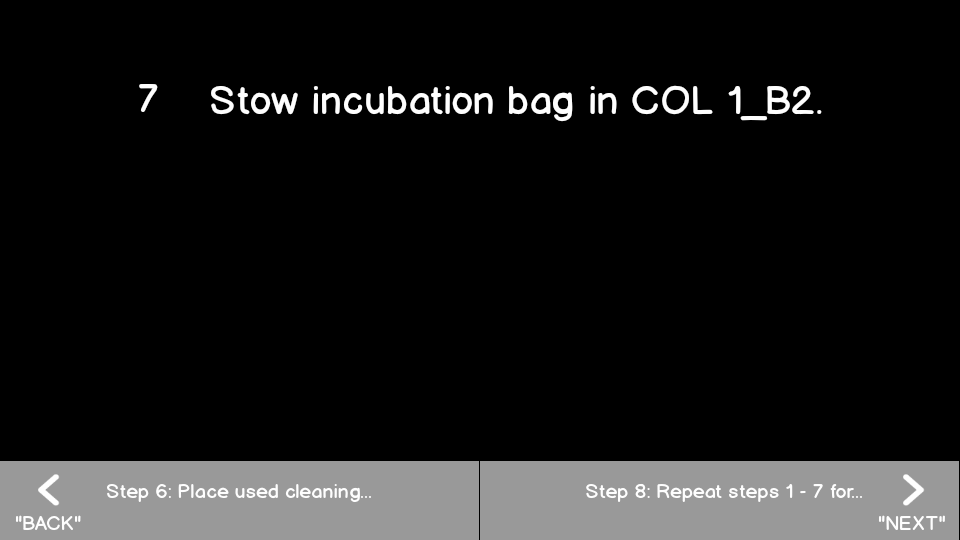 7 Stow incubation bag in COL 1_B2.
Step 6: Place used cleaning...
Step 8: Repeat steps 1 - 7 for...
"BACK"
"NEXT"